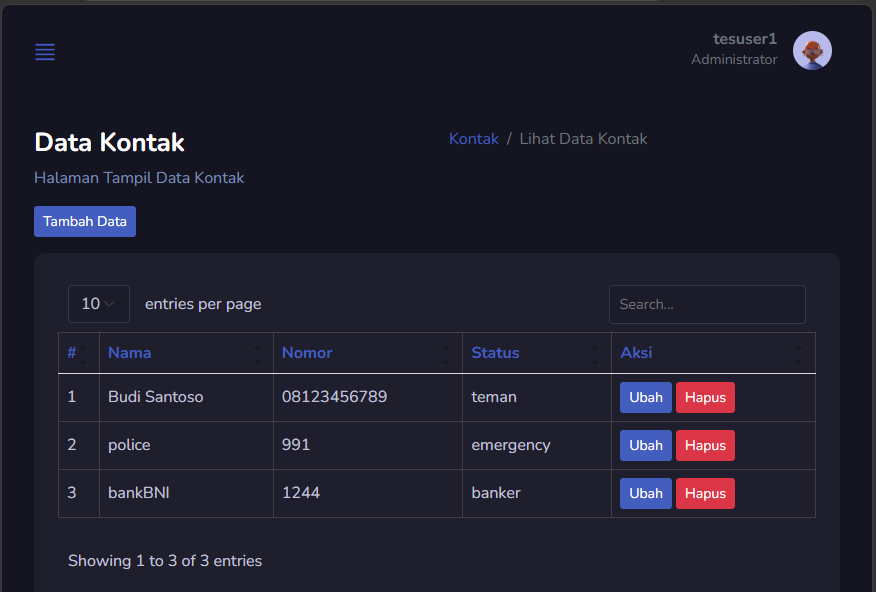 tesuser1
Administrator
Data Kontak
Kontak / Lihat Data Kontak
Halaman Tampil Data Kontak
Tambah Data
10 entries per page
Search...
# Nama Nomor Status Aksi
1 Budi Santoso 08123456789 teman Ubah Hapus
2 police 991 emergency Ubah Hapus
3 bankBNI 1244 banker Ubah Hapus
Showing 1 to 3 of 3 entries